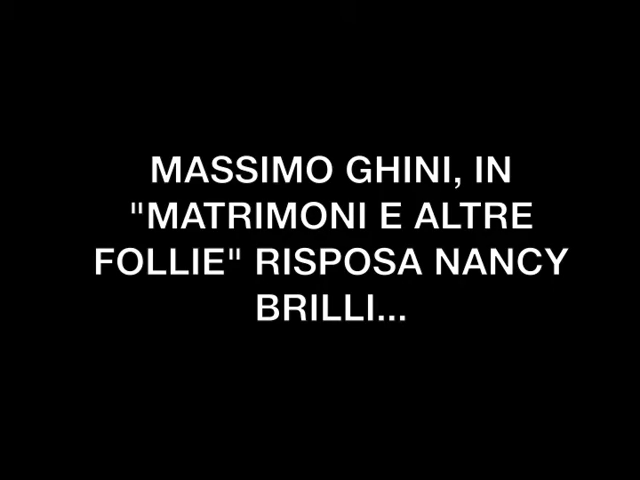 MASSIMO GHINI, IN
"MATRIMONI E ALTRE
FOLLIE" RISPOSA NANCY
BRILLI...